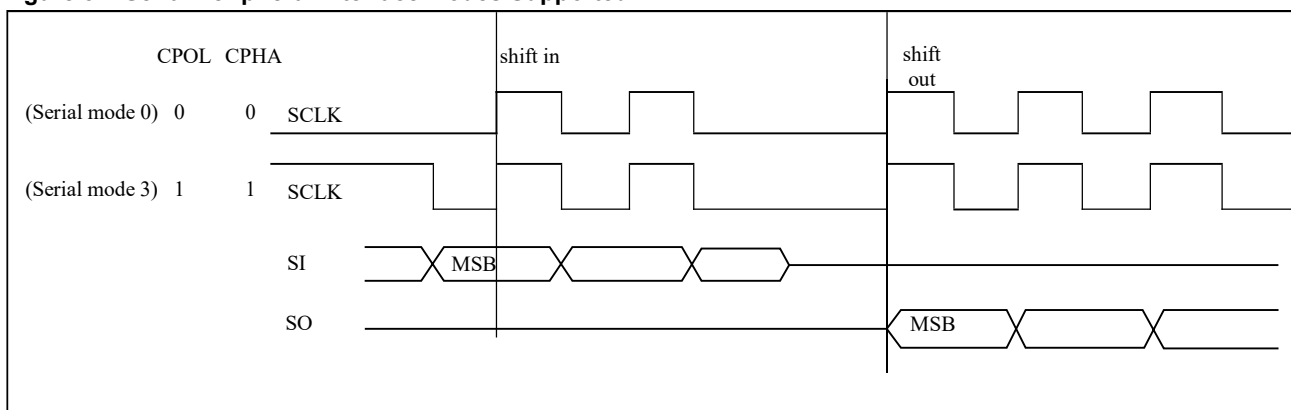 CPOL CPHA
shift in
shift
out
(Serial mode 0) 0 0 SCLK
(Serial mode 3) 1 1 SCLK
SI MSB
SO MSB